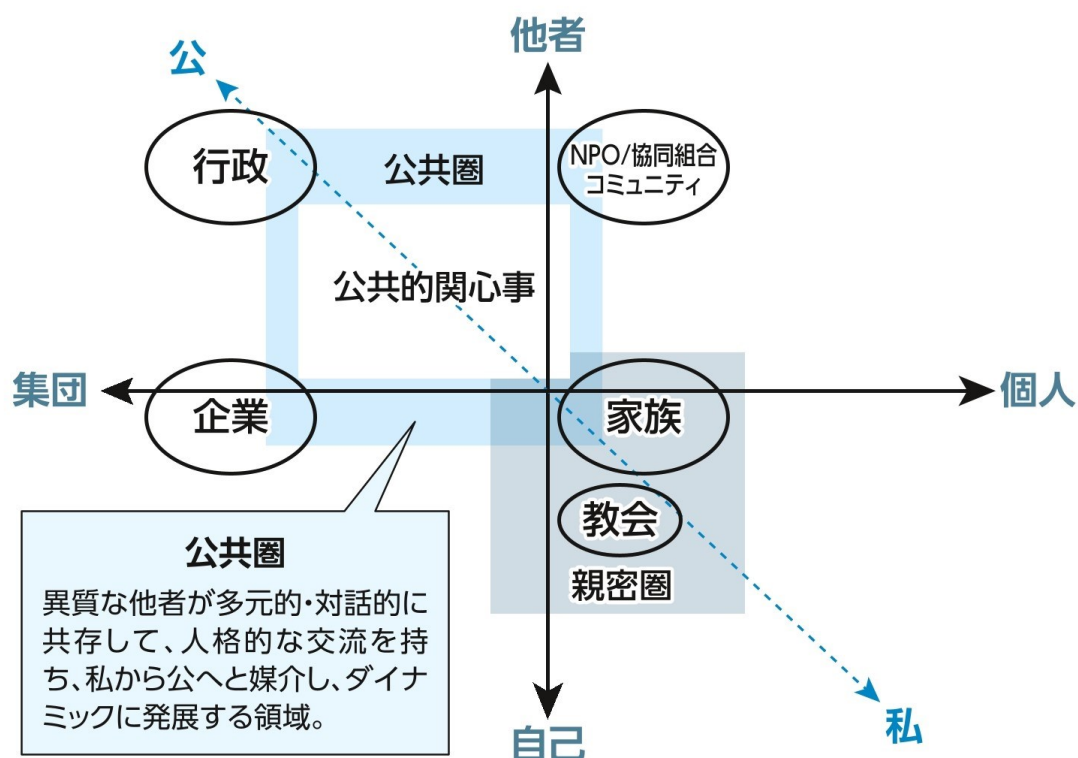 他者
公
行政
公共圏
NPO/協同組合
コミュニティ
公共的関心事
集団
個人
企業
家族
教会
親密圏
公共圏
異質な他者が多元的・対話的に
共存して、人格的な交流を持
ち、私から公へと媒介し、ダイナ
ミックに発展する領域。
私
自己